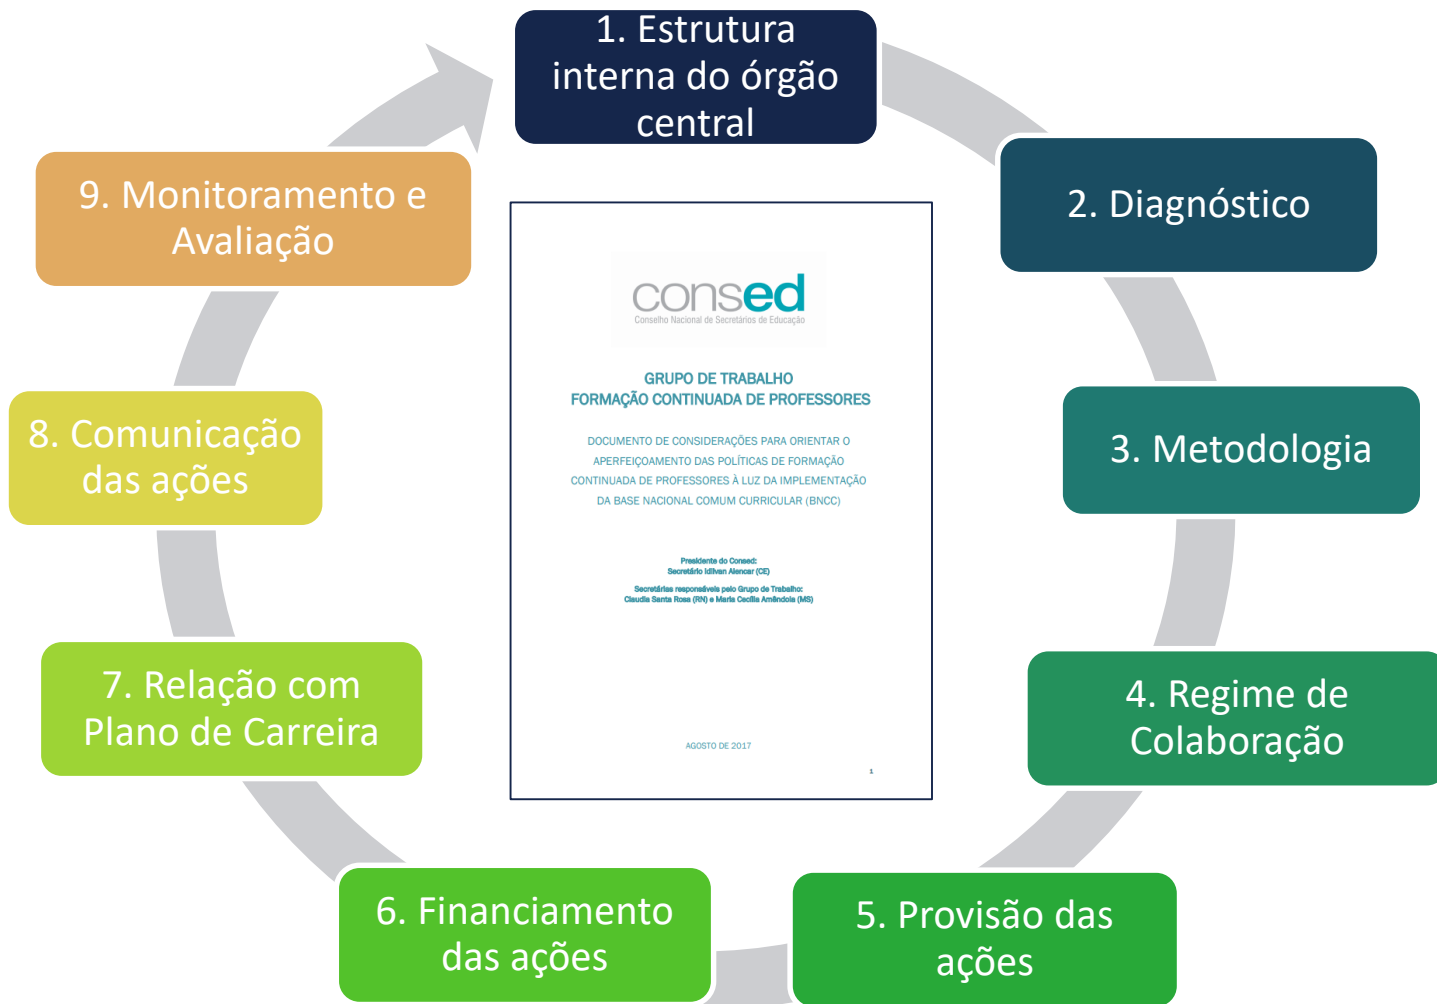 1. Estrutura
interna do órgão
central
2. Diagnóstico
3. Metodologia
4. Regime de
Colaboração
5. Provisão das
ações
6. Financiamento
das ações
7. Relação com
Plano de Carreira
8. Comunicação
das ações
9. Monitoramento e
Avaliação
consed
Conselho Nacional de Secretários de Educação
GRUPO DE TRABALHO
FORMAÇÃO CONTINUADA DE PROFESSORES
DOCUMENTO DE CONSIDERAÇÕES PARA ORIENTAR O
APERFEIÇOAMENTO DAS POLÍTICAS DE FORMAÇÃO
CONTINUADA DE PROFESSORES À LUZ DA IMPLEMENTAÇÃO
DA BASE NACIONAL COMUM CURRICULAR (BNCC)
Presidente do Consed:
Secretário Idilvan Alencar (CE)
Secretárias responsáveis pelo Grupo de Trabalho:
Claudia Santa Rosa (RN) e Maria Cecília Amêndola (MS)
AGOSTO DE 2017
1